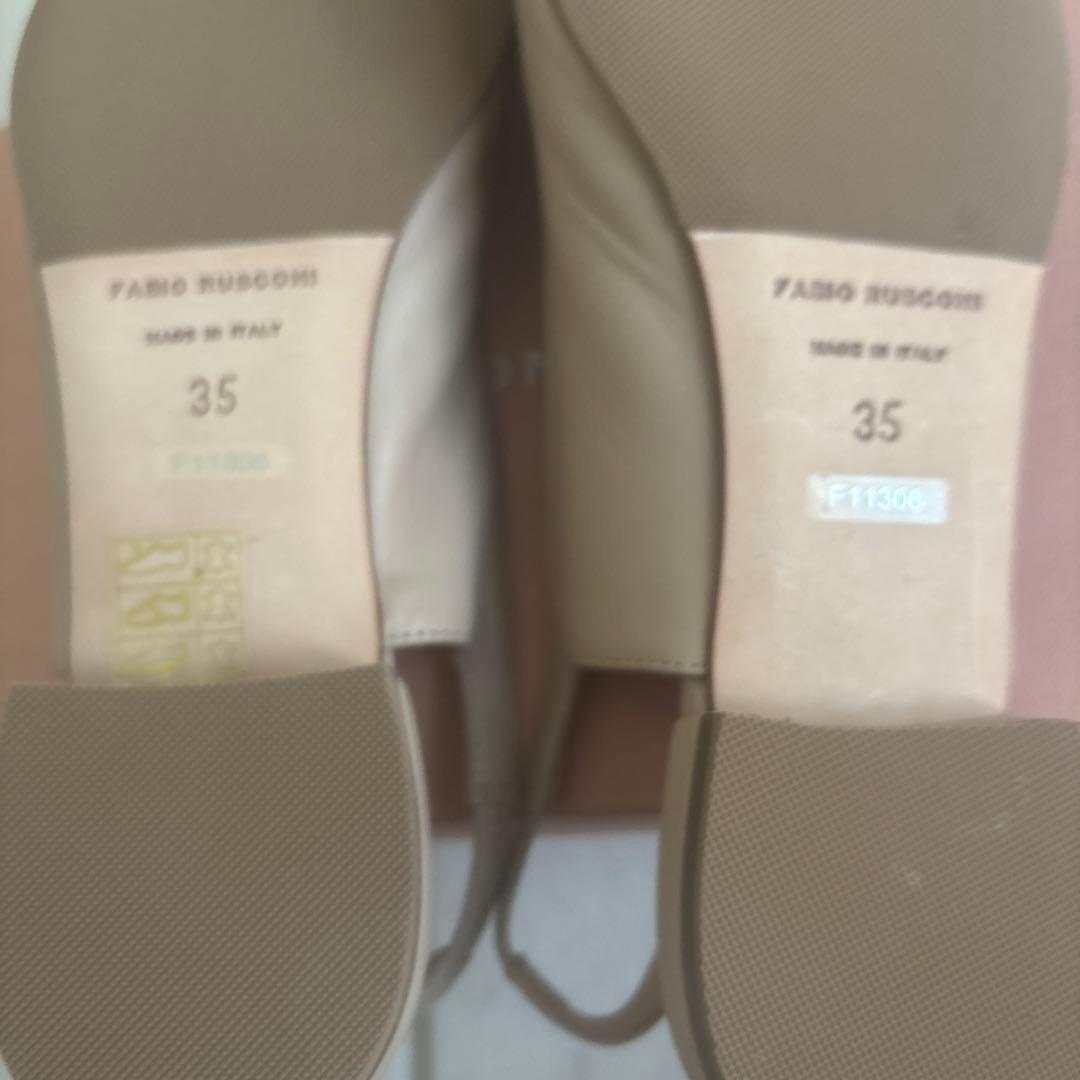 FABIO RUSCONI
MADE IN ITALY
35
F11306
FABIO RUSCONI
MADE IN ITALY
35
F11306